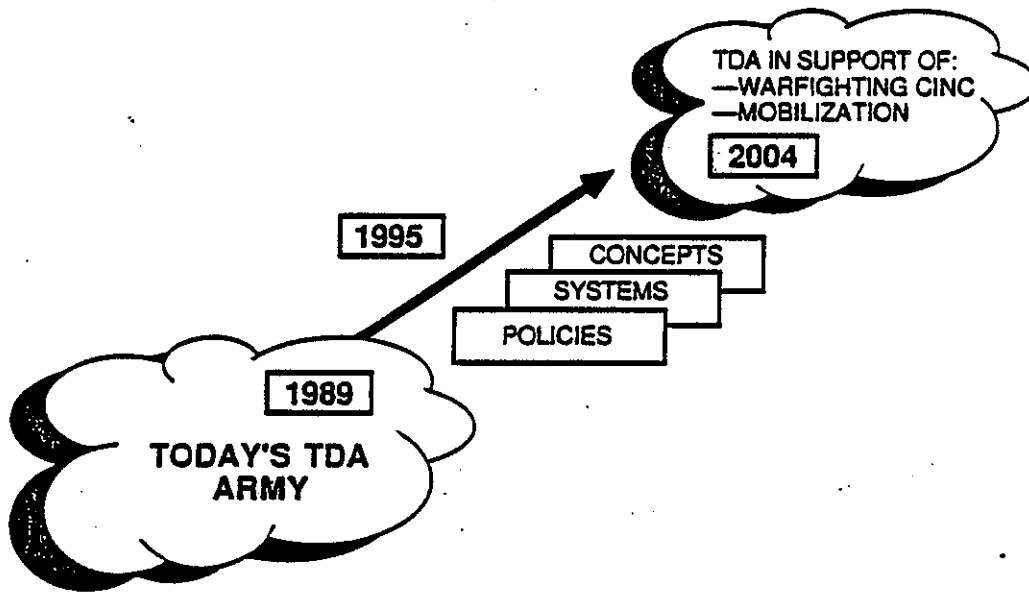 TDA IN SUPPORT OF:
—WARFIGHTING CINC
—MOBILIZATION
2004
1995
CONCEPTS
SYSTEMS
POLICIES
1989
TODAY'S TDA
ARMY